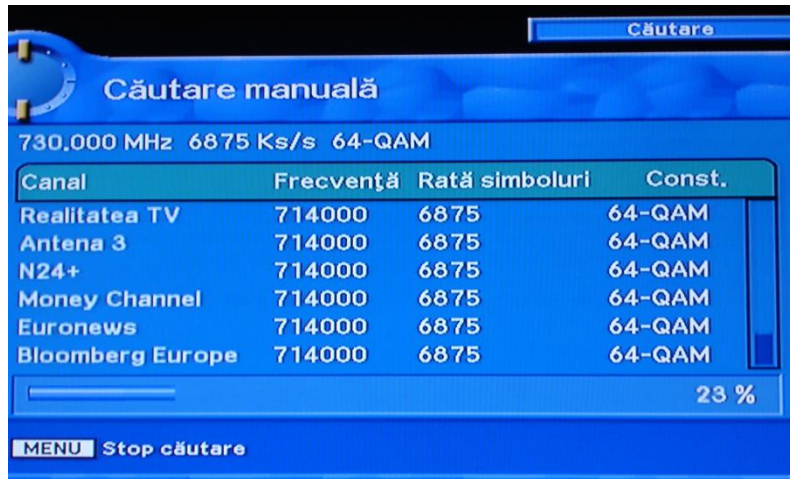 Căutare
Căutare manuală
730.000 MHz 6875 Ks/s 64-QAM
Canal Frecvenţă Rată simboluri Const.
Realitatea TV 714000 6875 64-QAM
Antena 3 714000 6875 64-QAM
N24+ 714000 6875 64-QAM
Money Channel 714000 6875 64-QAM
Euronews 714000 6875 64-QAM
Bloomberg Europe 714000 6875 64-QAM
23 %
MENU Stop căutare